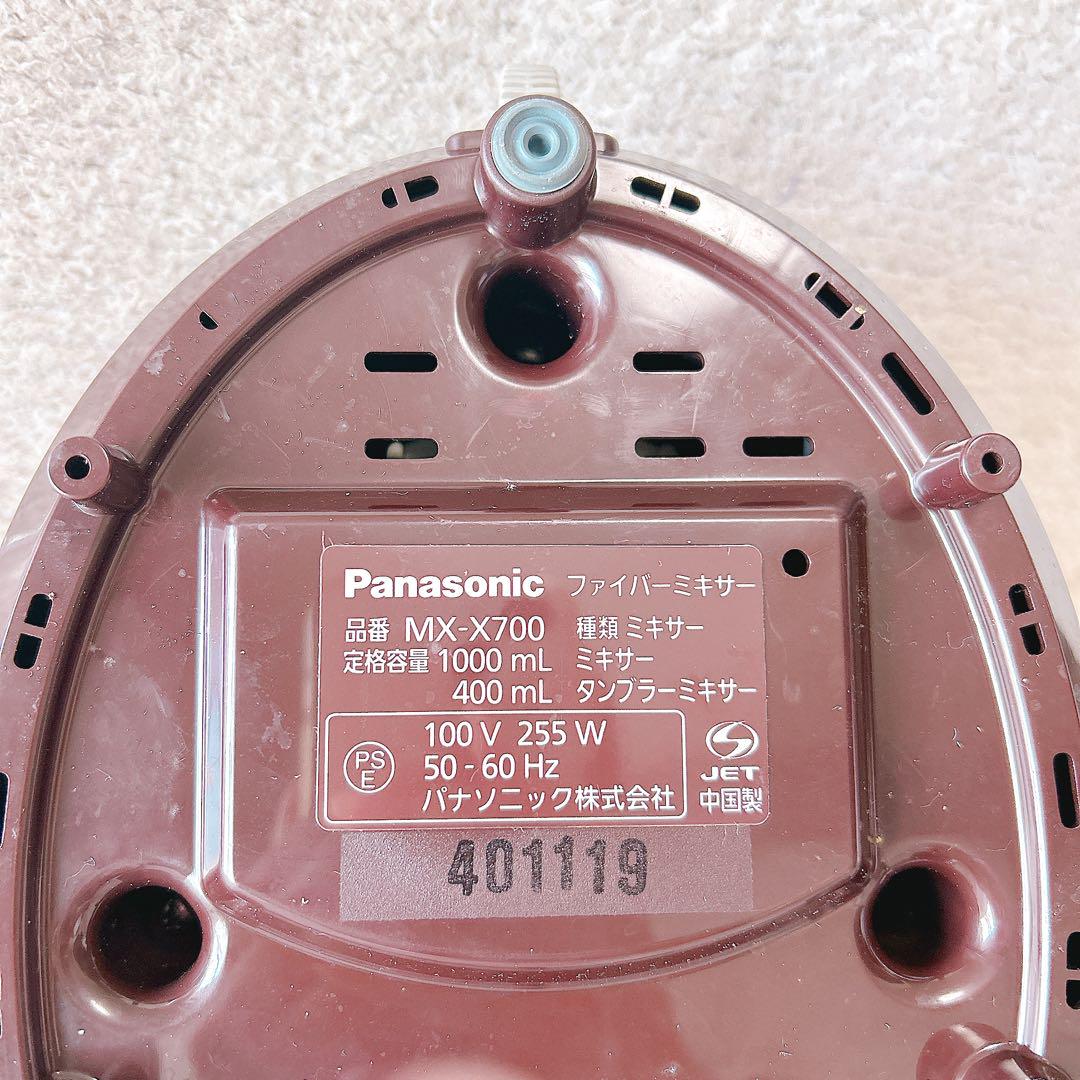 Panasonic ファイバーミキサー
品番 MX-X700 種類 ミキサー
定格容量 1000 mL ミキサー
400 mL タンブラーミキサー
100 V 255 W
PS E
50 - 60 Hz
パナソニック株式会社
JET
中国製
401119